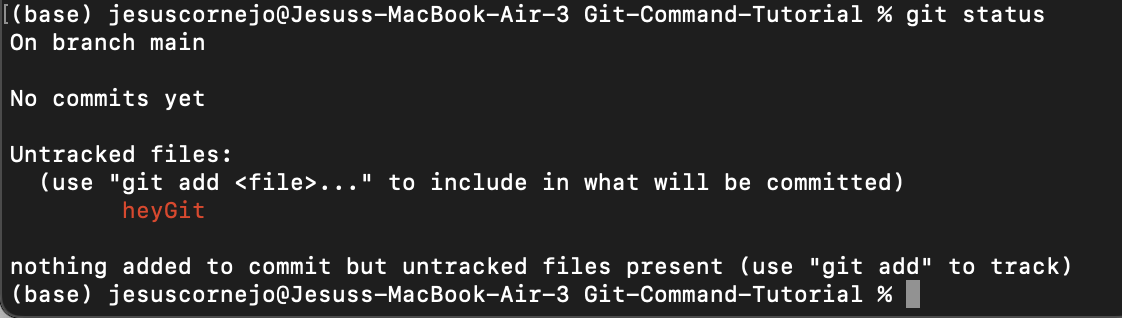 [(base) jesuscornejo@Jesuss-MacBook-Air-3 Git-Command-Tutorial % git status
On branch main
No commits yet
Untracked files:
(use "git add <file>..." to include in what will be committed)
heyGit
nothing added to commit but untracked files present (use "git add" to track)
(base) jesuscornejo@Jesuss-MacBook-Air-3 Git-Command-Tutorial %